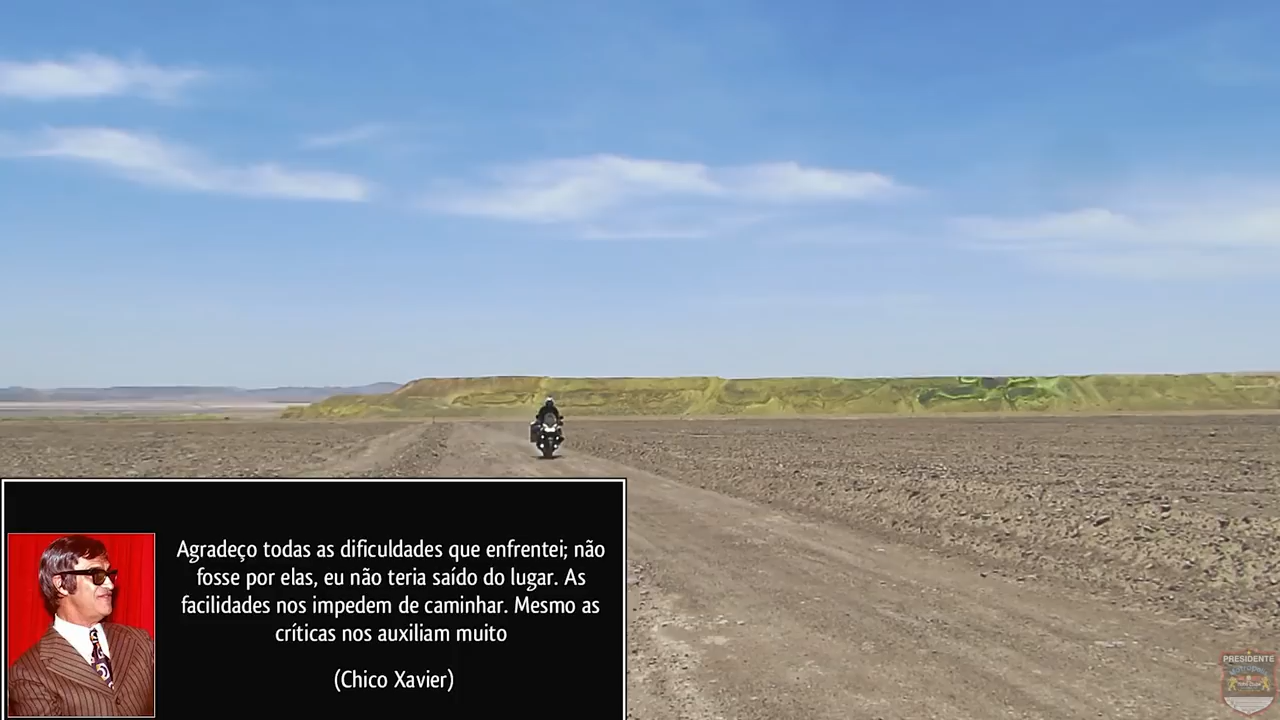 Agradeço todas as dificuldades que enfrentei; não
fosse por elas, eu não teria saído do lugar. As
facilidades nos impedem de caminhar. Mesmo as
críticas nos auxiliam muito
(Chico Xavier)
PRESIDENTE